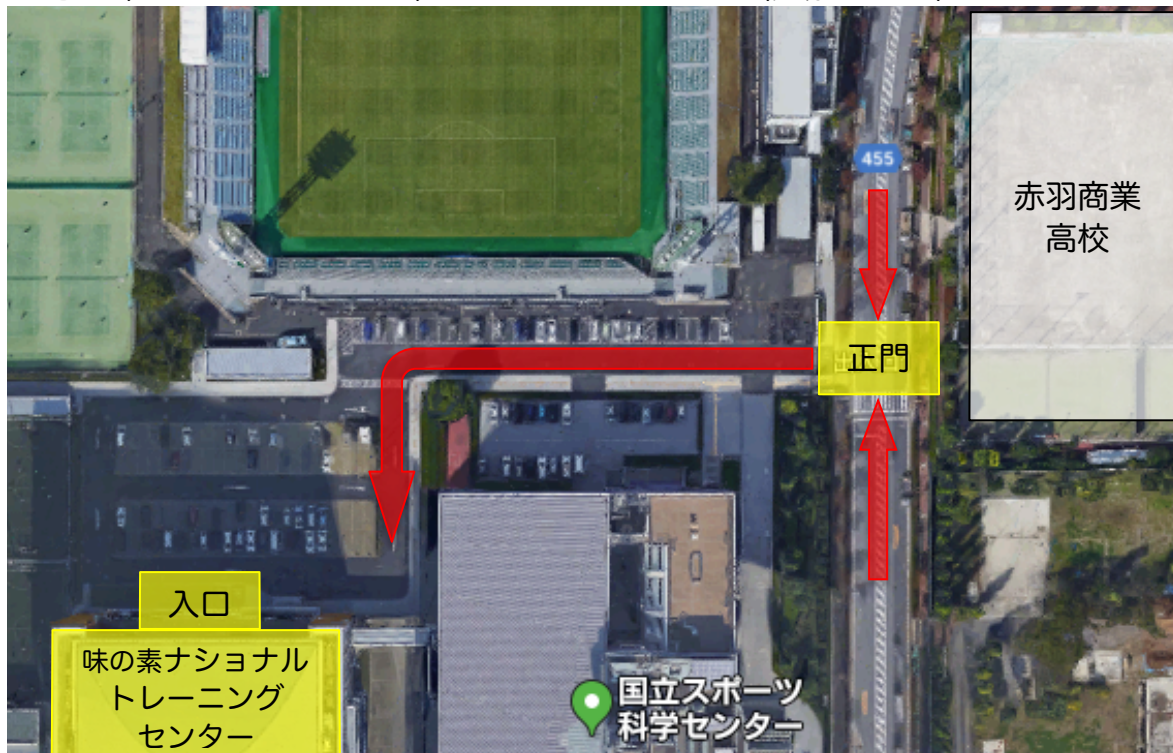 455
赤羽商業
高校
正門
入口
味の素ナショナル
トレーニング
センター
国立スポーツ
科学センター